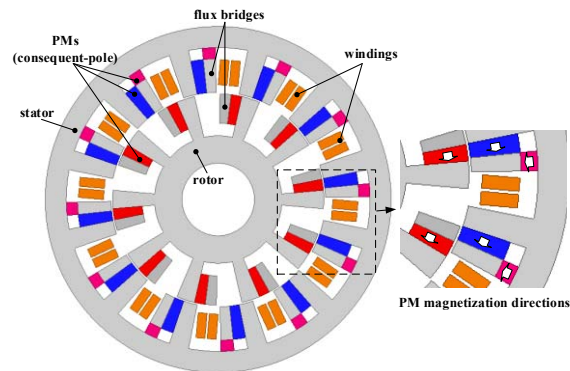 flux bridges
PMs
(consequent-pole)
windings
stator
rotor
PM magnetization directions